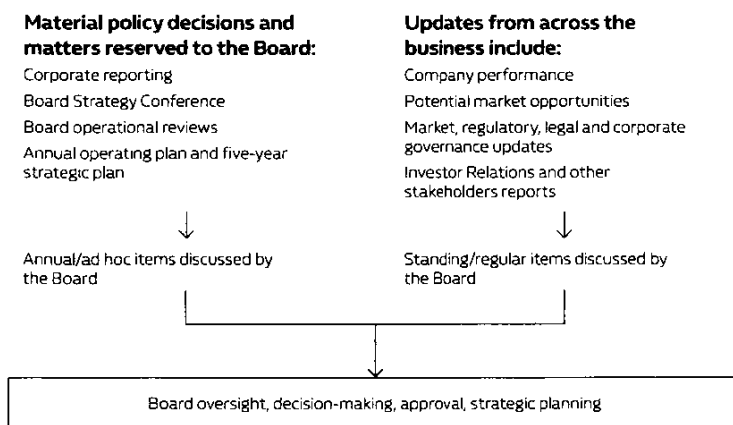 Material policy decisions and
matters reserved to the Board:
Corporate reporting
Board Strategy Conference
Board operational reviews
Annual operating plan and five-year
strategic plan
Annual/ad hoc items discussed by
the Board
Updates from across the
business include:
Company performance
Potential market opportunities
Market, regulatory, legal and corporate
governance updates
Investor Relations and other
stakeholders reports
Standing/regular items discussed by
the Board
Board oversight, decision-making, approval, strategic planning